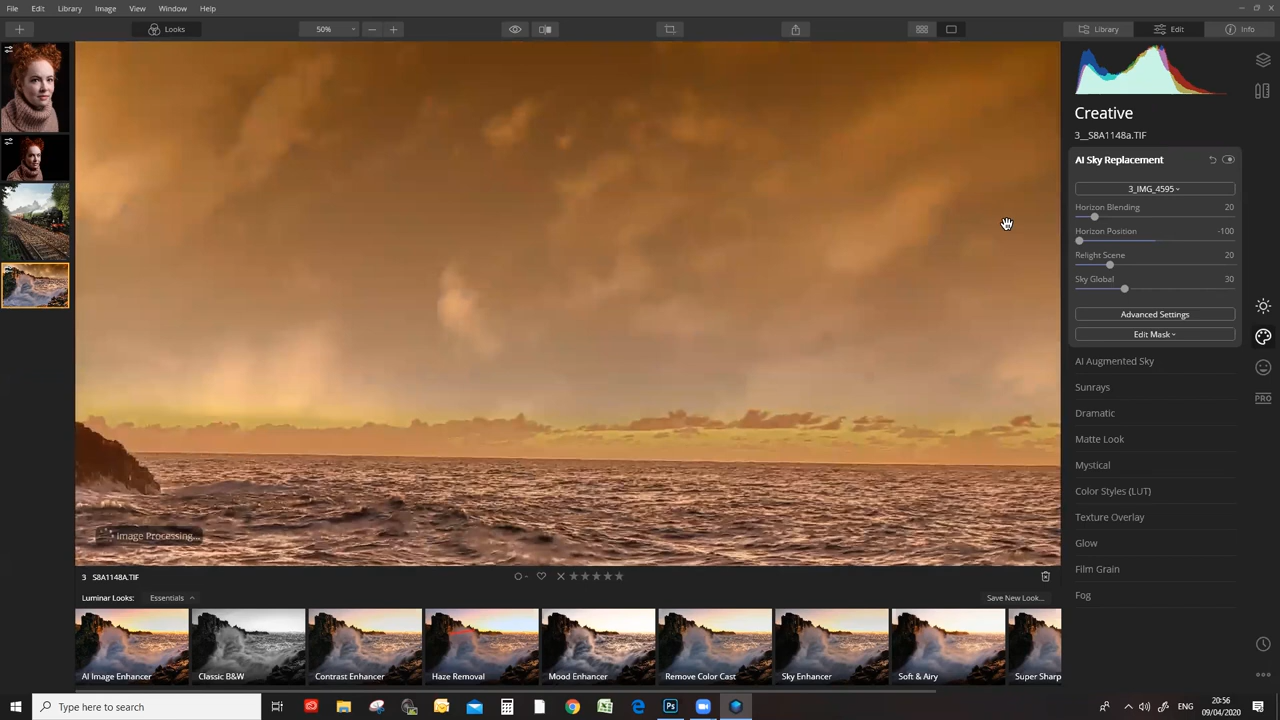 File Edit Library Image View Window Help
Looks 50% Library Edit Info
Creative
3__S8A1148a.TIF
AI Sky Replacement
3_IMG_4595
Horizon Blending 20
Horizon Position -100
Relight Scene 20
Sky Global 30
Advanced Settings
Edit Mask
AI Augmented Sky
Sunrays
Dramatic
Matte Look
Mystical
Color Styles (LUT)
Texture Overlay
Glow
Film Grain
Fog
PRO
Image Processing...
3__S8A1148A.TIF
Luminar Looks: Essentials Save New Look...
AI Image Enhancer Classic B&W Contrast Enhancer Haze Removal Mood Enhancer Remove Color Cast Sky Enhancer Soft & Airy Super Sharp
Type here to search
Ps
ENG
20:56
09/04/2020